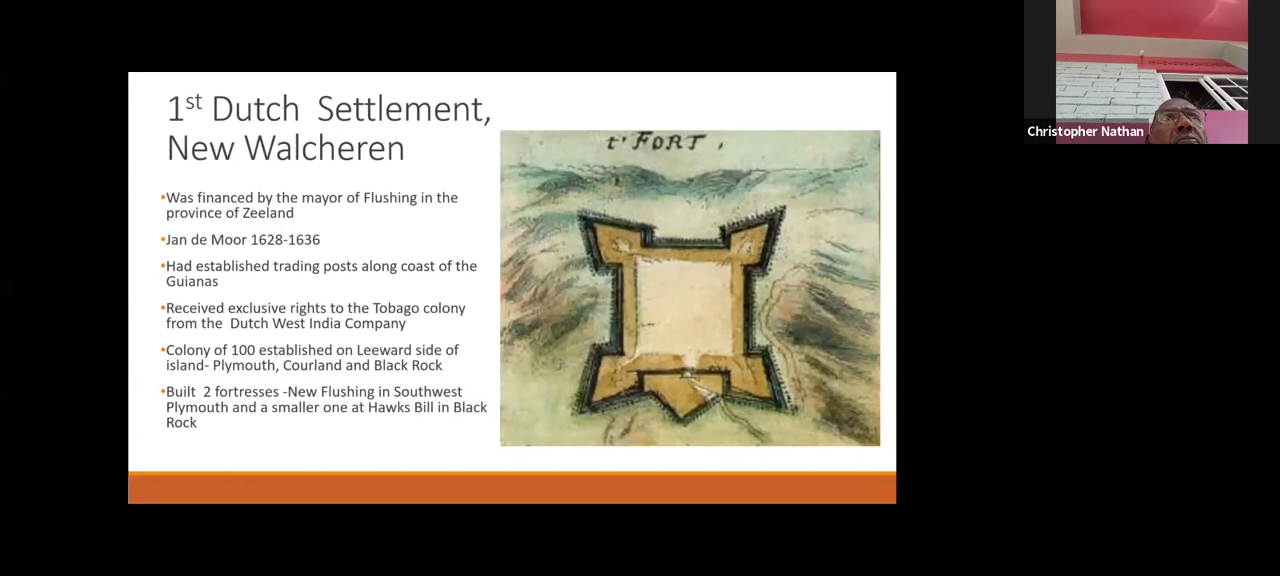 1st Dutch  Settlement,
New Walcheren
•Was financed by the mayor of Flushing in the
province of Zeeland
•Jan de Moor 1628-1636
•Had established trading posts along coast of the
Guianas
•Received exclusive rights to the Tobago colony
from the  Dutch West India Company
•Colony of 100 established on Leeward side of
island- Plymouth, Courland and Black Rock
•Built  2 fortresses -New Flushing in Southwest
Plymouth and a smaller one at Hawks Bill in Black
Rock
t' FORT ,
Christopher Nathan